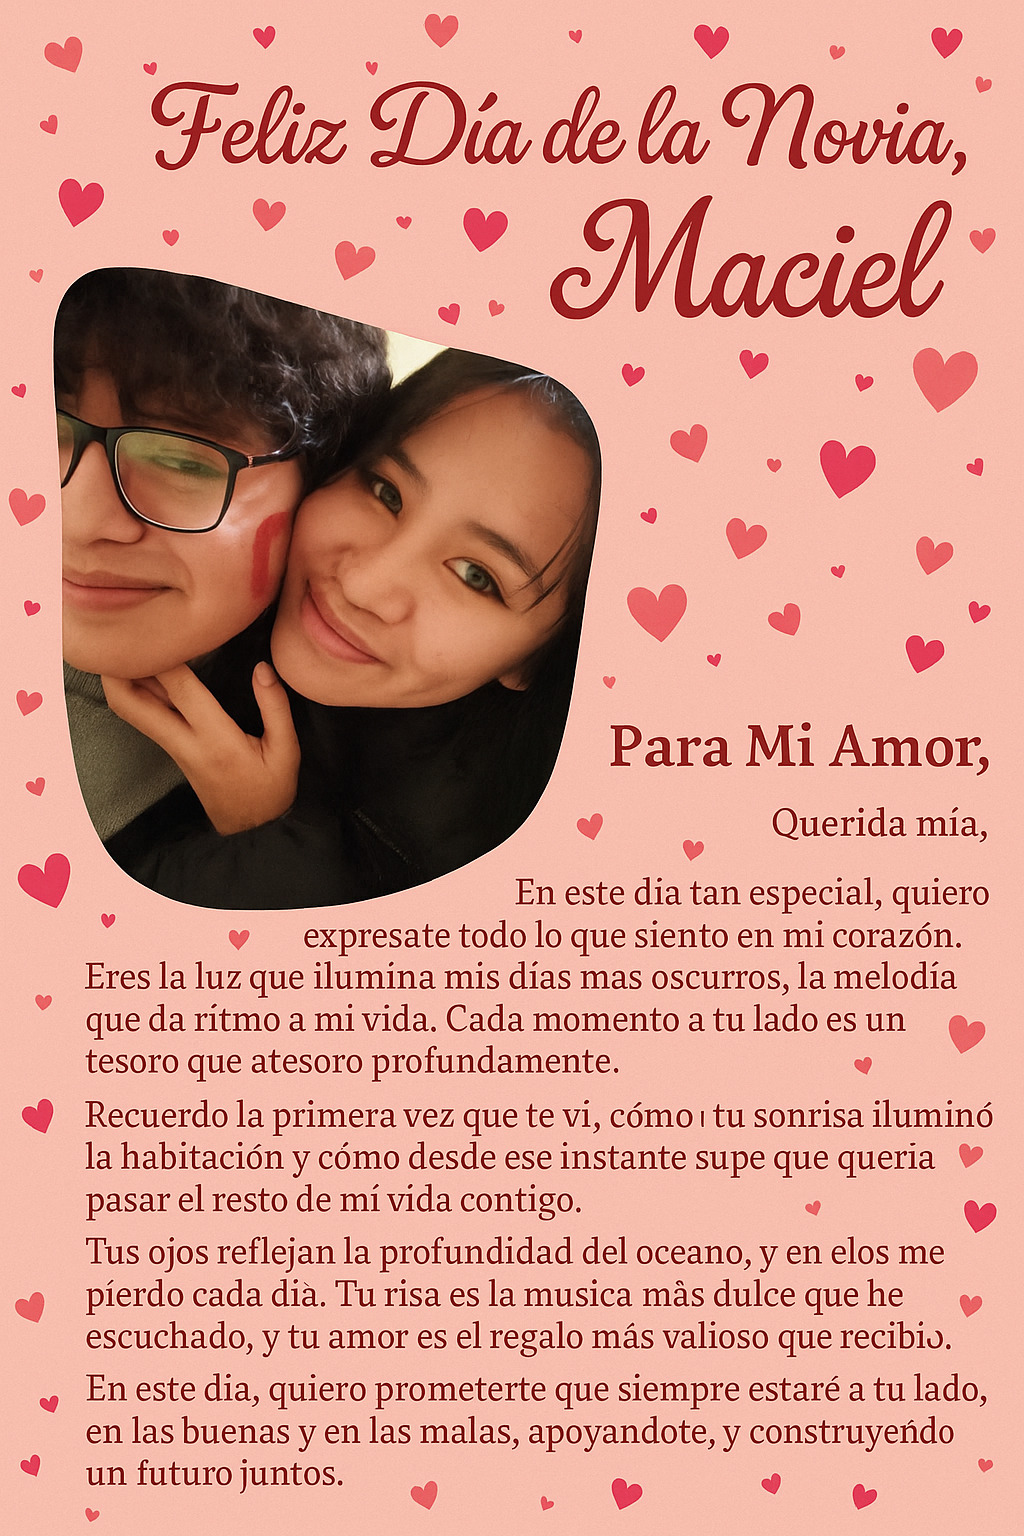 Feliz Día de la Novia,
Maciel
Para Mi Amor,
Querida mía,
En este dia tan especial, quiero
expresate todo lo que siento en mi corazón.
Eres la luz que ilumina mis días mas oscurros, la melodía
que da rítmo a mi vida. Cada momento a tu lado es un
tesoro que atesoro profundamente.
Recuerdo la primera vez que te vi, cómo ı tu sonrisa iluminó
la habitación y cómo desde ese instante supe que queria
pasar el resto de mí vida contigo.
Tus ojos reflejan la profundidad del oceano, y en elos me
píerdo cada dià. Tu risa es la musica mâs dulce que he
escuchado, y tu amor es el regalo más valioso que recibiɔ.
En este dia, quiero prometerte que siempre estaré a tu lado,
en las buenas y en las malas, apoyandote, y construyeńdo
un futuro juntos.